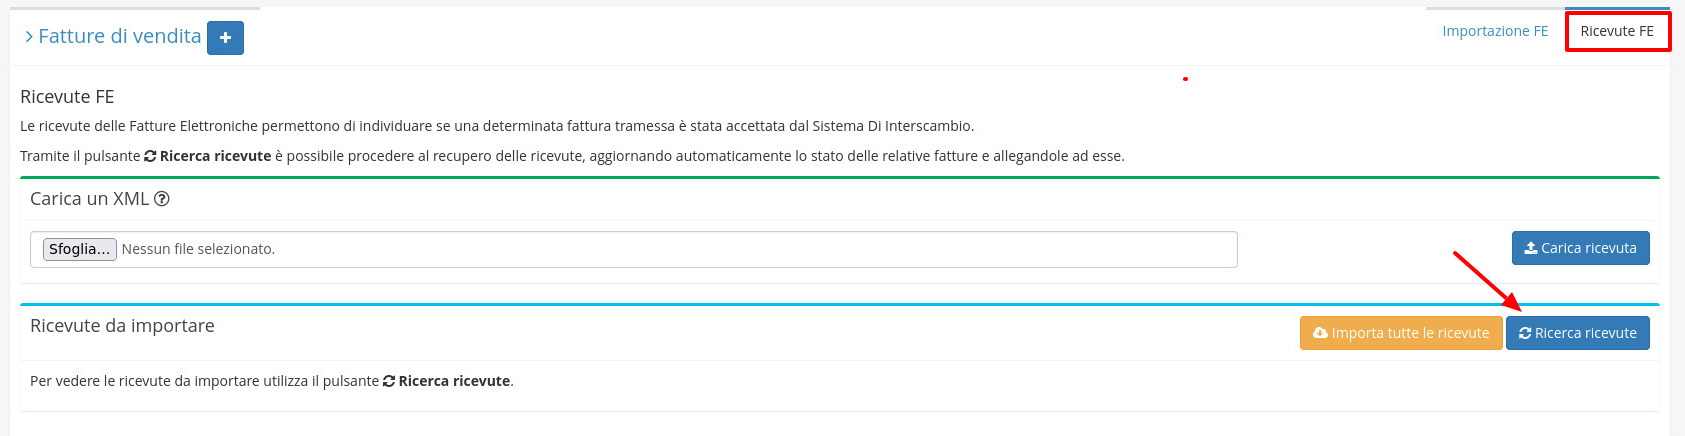 Fatture di vendita
Importazione FE
Ricevute FE
Ricevute FE
Le ricevute delle Fatture Elettroniche permettono di individuare se una determinata fattura tramessa è stata accettata dal Sistema Di Interscambio.
Tramite il pulsante Ricerca ricevute è possibile procedere al recupero delle ricevute, aggiornando automaticamente lo stato delle relative fatture e allegandole ad esse.
Carica un XML
Sfoglia... Nessun file selezionato.
Carica ricevuta
Ricevute da importare
Importa tutte le ricevute
Ricerca ricevute
Per vedere le ricevute da importare utilizza il pulsante Ricerca ricevute.